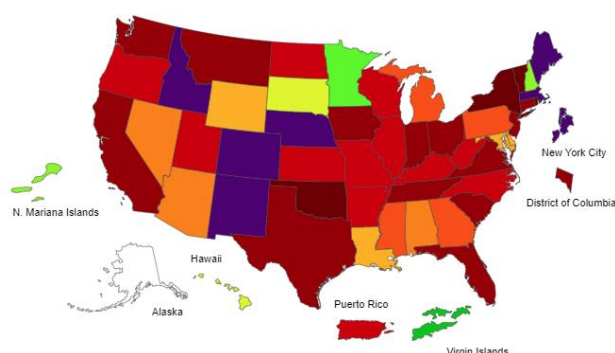 New York City
N. Mariana Islands
District of Columbia
Hawaii
Alaska
Puerto Rico
Virgin Islands